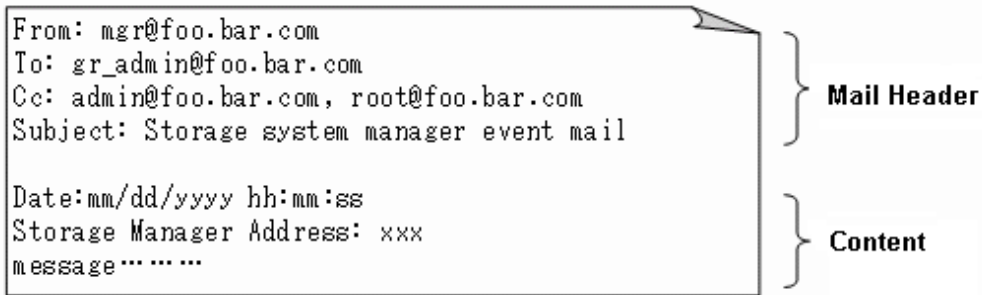 From: mgr@foo.bar.com
To: gr_admin@foo.bar.com
Cc: admin@foo.bar.com, root@foo.bar.com
Subject: Storage system manager event mail
Mail Header
Date:mm/dd/yyyy hh:mm:ss
Storage Manager Address: xxx
message………
Content